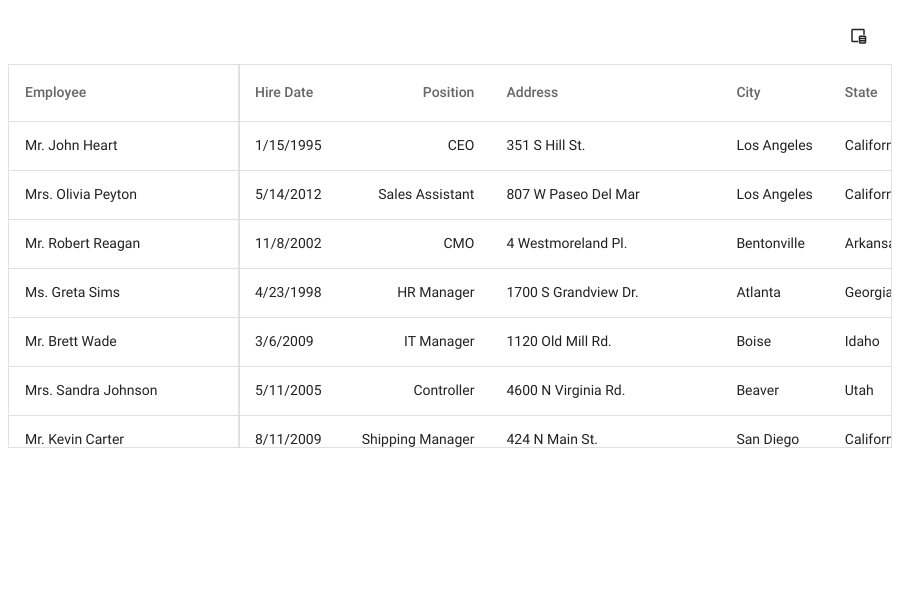 Employee Hire Date Position Address City State
Mr. John Heart 1/15/1995 CEO 351 S Hill St. Los Angeles Califor
Mrs. Olivia Peyton 5/14/2012 Sales Assistant 807 W Paseo Del Mar Los Angeles Califor
Mr. Robert Reagan 11/8/2002 CMO 4 Westmoreland Pl. Bentonville Arkans
Ms. Greta Sims 4/23/1998 HR Manager 1700 S Grandview Dr. Atlanta Georgia
Mr. Brett Wade 3/6/2009 IT Manager 1120 Old Mill Rd. Boise Idaho
Mrs. Sandra Johnson 5/11/2005 Controller 4600 N Virginia Rd. Beaver Utah
Mr. Kevin Carter 8/11/2009 Shipping Manager 424 N Main St. San Diego Califor